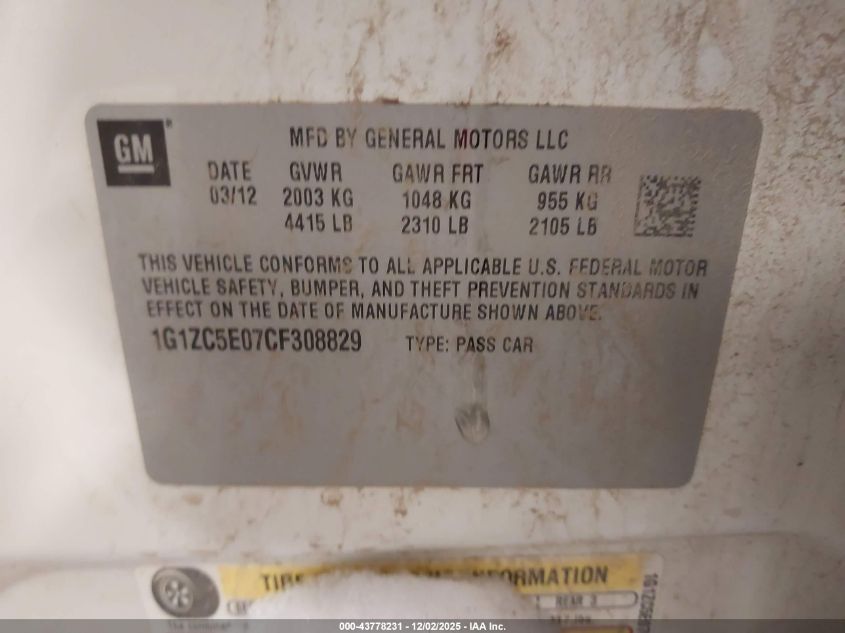 GM ®
MFD BY GENERAL MOTORS LLC
DATE GVWR GAWR FRT GAWR RR
03/12 2003 KG 1048 KG 955 KG
4415 LB 2310 LB 2105 LB
THIS VEHICLE CONFORMS TO ALL APPLICABLE U.S. FEDERAL MOTOR
VEHICLE SAFETY, BUMPER, AND THEFT PREVENTION STANDARDS IN
EFFECT ON THE DATE OF MANUFACTURE SHOWN ABOVE.
1G1ZC5E07CF308829 TYPE: PASS CAR
REAR 3
000-43778231 - 12/02/2025 - IAA Inc.